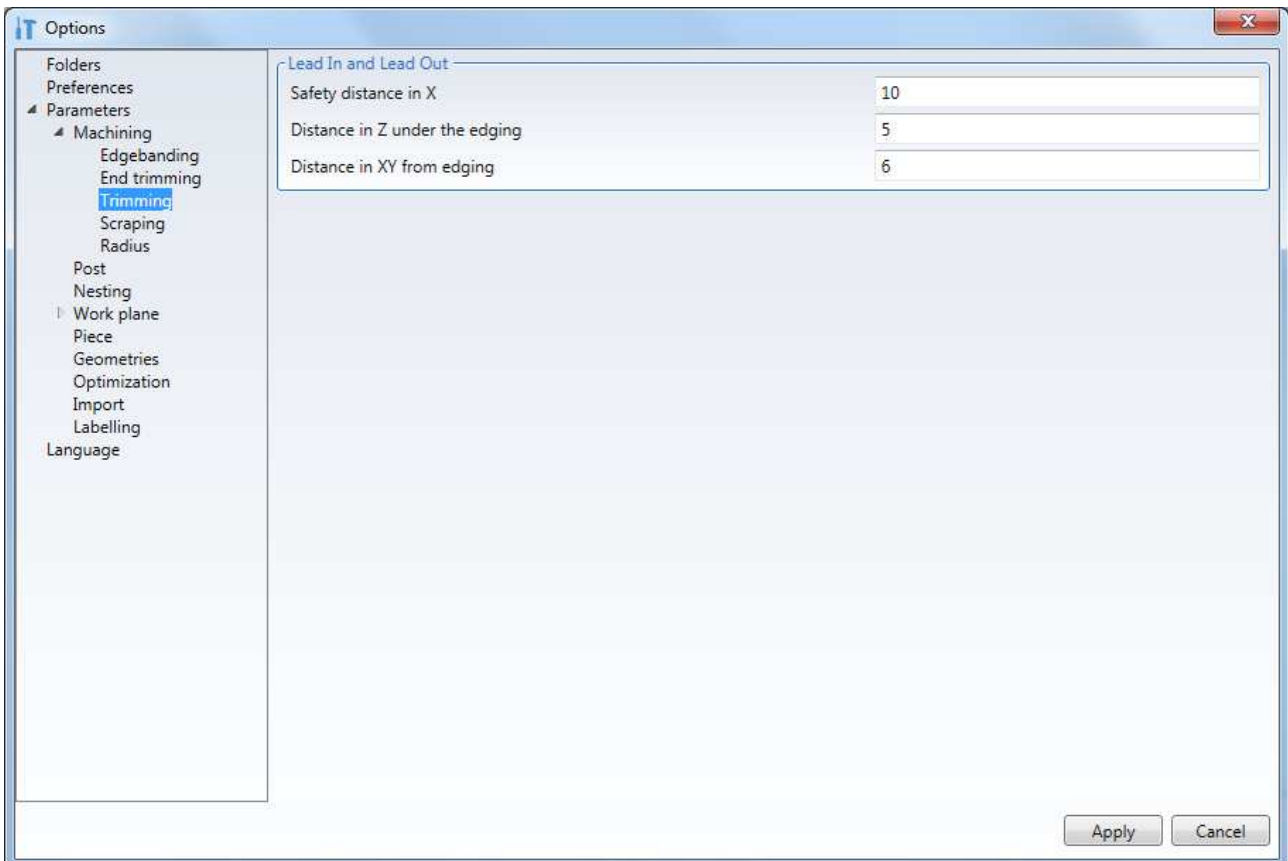 Options
Folders
Preferences
Parameters
Machining
Edgebanding
End trimming
Trimming
Scraping
Radius
Post
Nesting
Work plane
Piece
Geometries
Optimization
Import
Labelling
Language
Lead In and Lead Out
Safety distance in X 10
Distance in Z under the edging 5
Distance in XY from edging 6
Apply Cancel